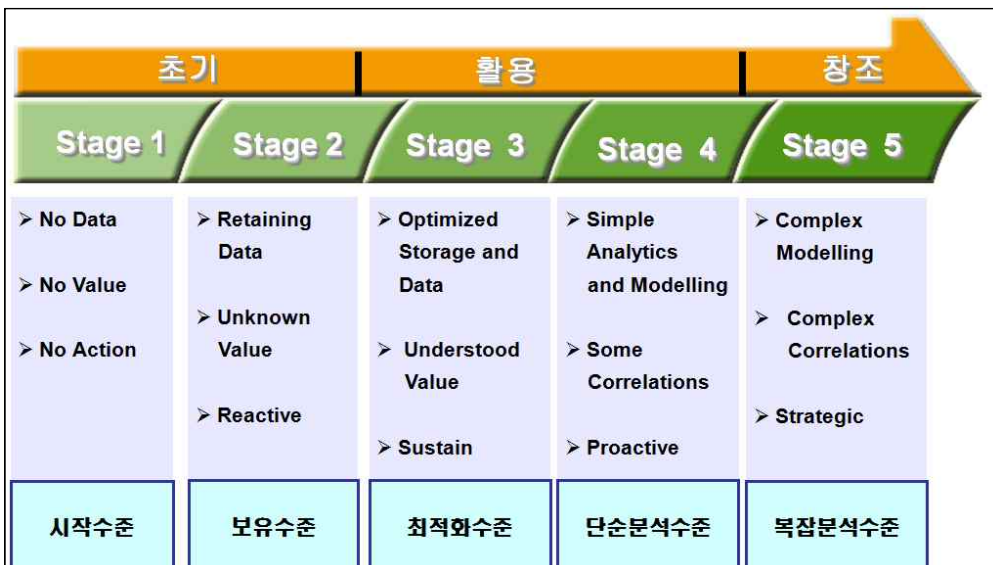 초기
활용
창조
Stage 1
Stage 2
Stage 3
Stage 4
Stage 5
➢ No Data
➢ No Value
➢ No Action
➢ Retaining
Data
➢ Unknown
Value
➢ Reactive
➢ Optimized
Storage and
Data
➢ Understood
Value
➢ Sustain
➢ Simple
Analytics
and Modelling
➢ Some
Correlations
➢ Proactive
➢ Complex
Modelling
➢ Complex
Correlations
➢ Strategic
시작수준
보유수준
최적화수준
단순분석수준
복잡분석수준